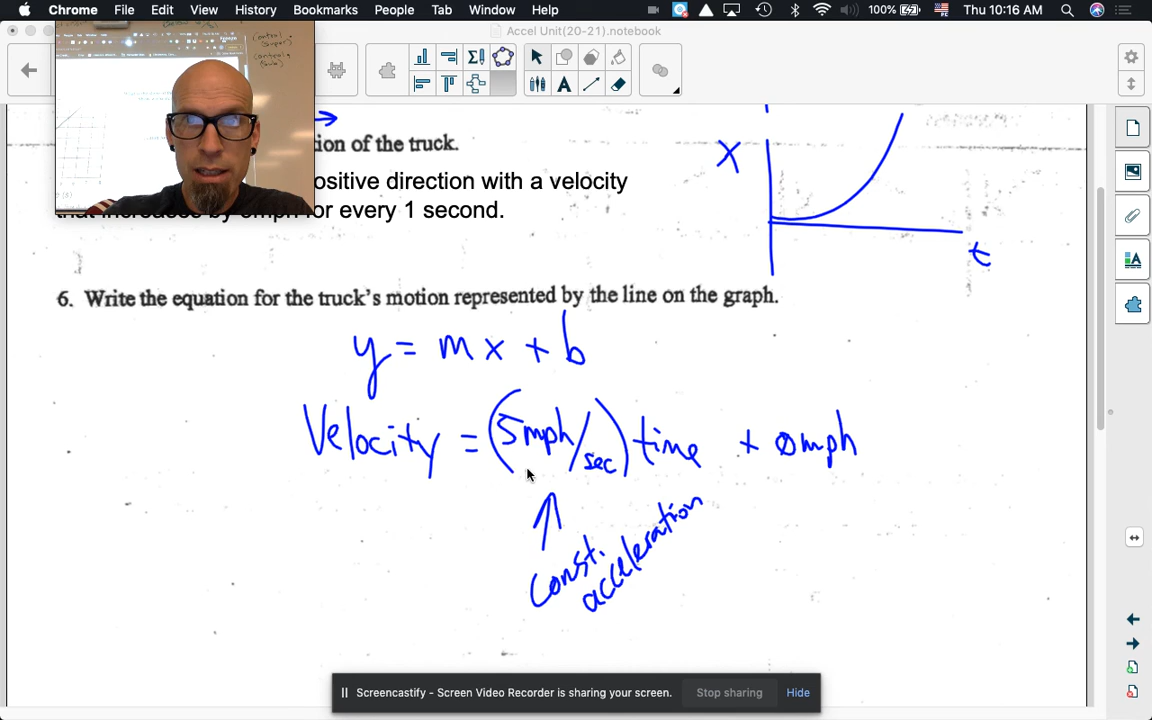 Chrome File Edit View History Bookmarks People Tab Window Help 100% Thu 10:16 AM
Accel Unit(20-21).notebook
ion of the truck.
ositive direction with a velocity
that increases by 5mph for every 1 second.
X
t
6. Write the equation for the truck's motion represented by the line on the graph.
y = mx + b
Velocity = (5mph/sec) time + 0mph
const.
acceleration
Screencastify - Screen Video Recorder is sharing your screen. Stop sharing Hide